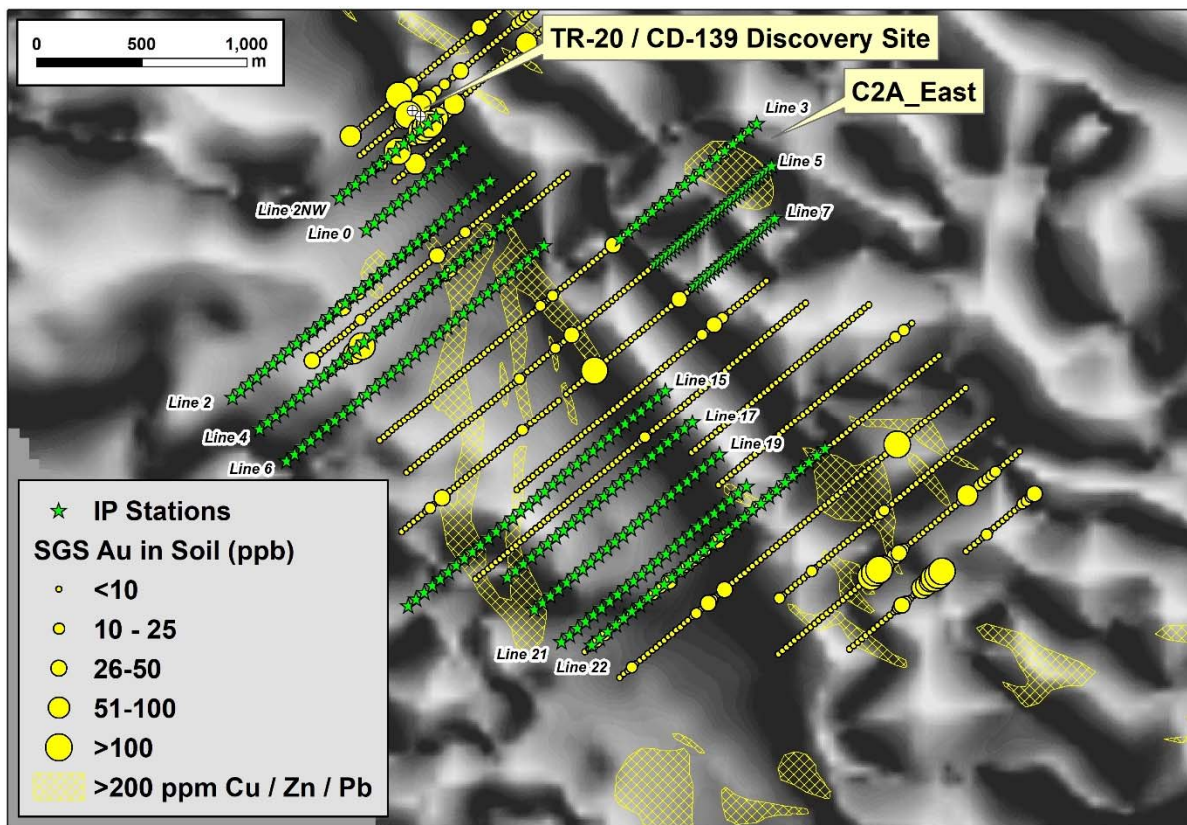 0 500 1,000
m
TR-20 / CD-139 Discovery Site
C2A_East
Line 3
Line 5
Line 7
Line 2NW
Line 0
Line 2
Line 4
Line 6
Line 15
Line 17
Line 19
Line 21
Line 22
IP Stations
SGS Au in Soil (ppb)
<10
10 - 25
26-50
51-100
>100
>200 ppm Cu / Zn / Pb